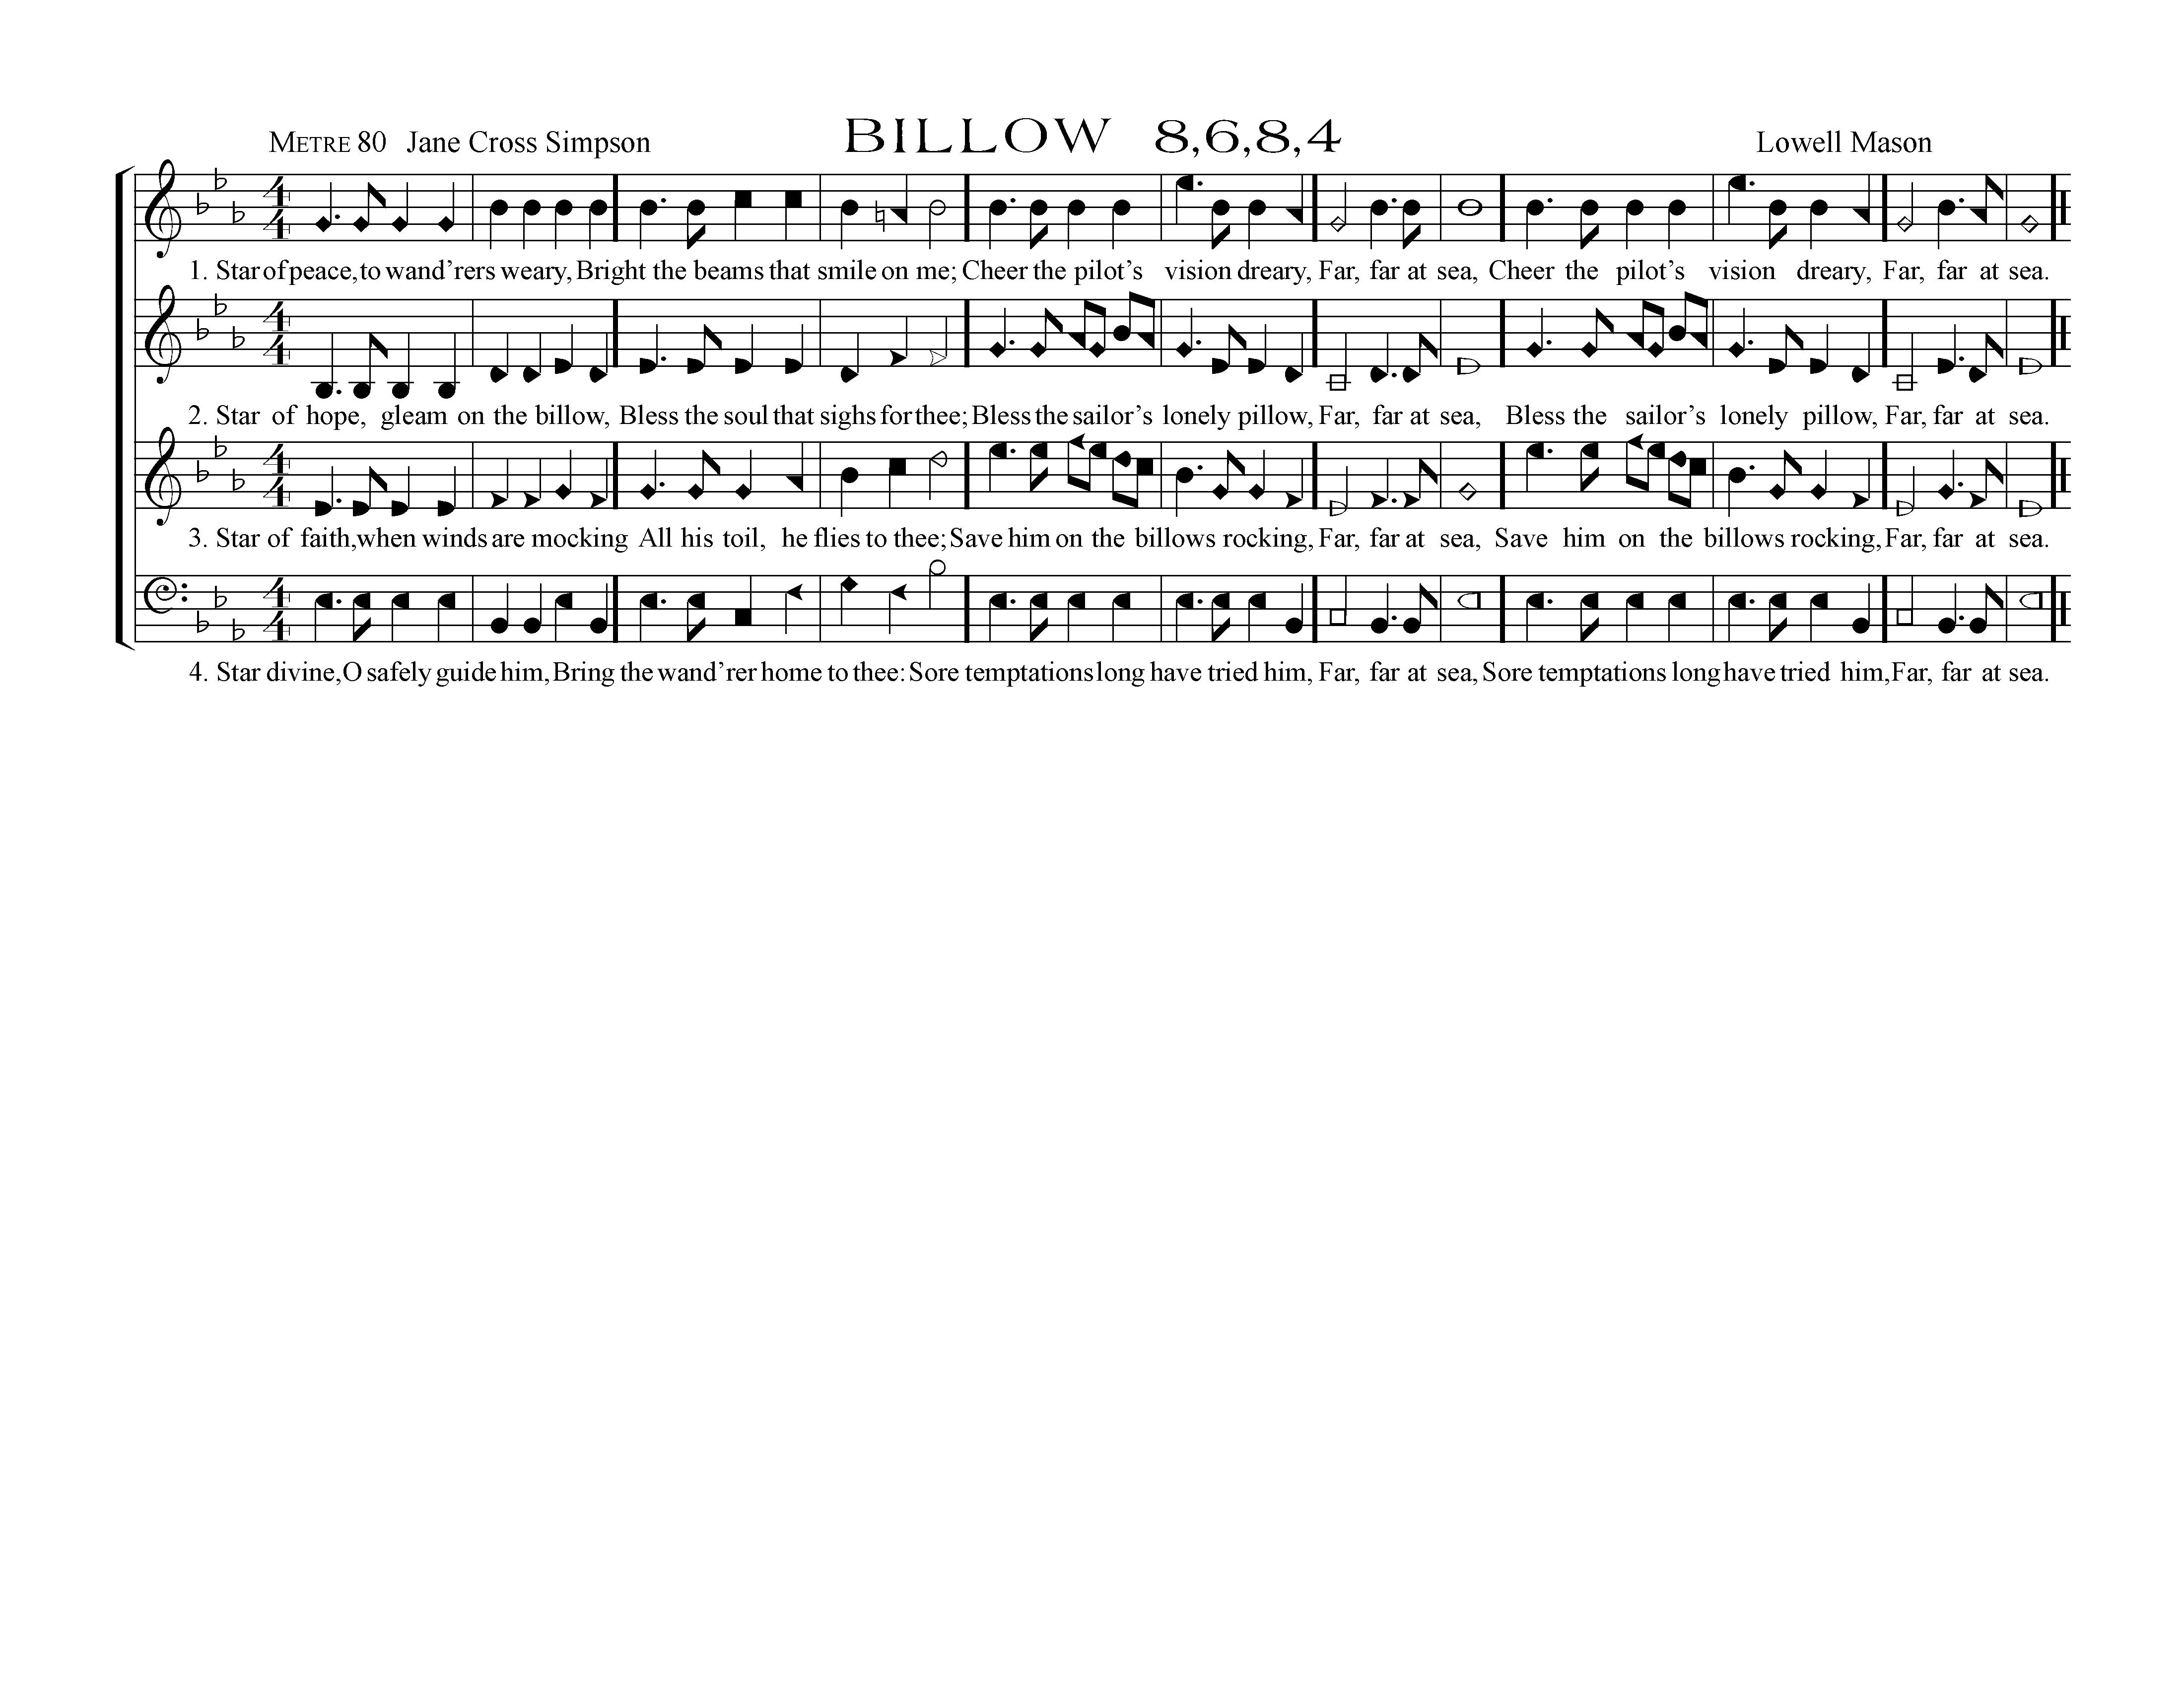 METRE 80 Jane Cross Simpson BILLOW 8,6,8,4 Lowell Mason
1. Star of peace, to wand’rers weary, Bright the beams that smile on me; Cheer the pilot’s vision dreary, Far, far at sea, Cheer the pilot’s vision dreary, Far, far at sea.
2. Star of hope, gleam on the billow, Bless the soul that sighs for thee; Bless the sailor’s lonely pillow, Far, far at sea, Bless the sailor’s lonely pillow, Far, far at sea.
3. Star of faith, when winds are mocking All his toil, he flies to thee; Save him on the billows rocking, Far, far at sea, Save him on the billows rocking, Far, far at sea.
4. Star divine, O safely guide him, Bring the wand’rer home to thee: Sore temptations long have tried him, Far, far at sea, Sore temptations long have tried him, Far, far at sea.